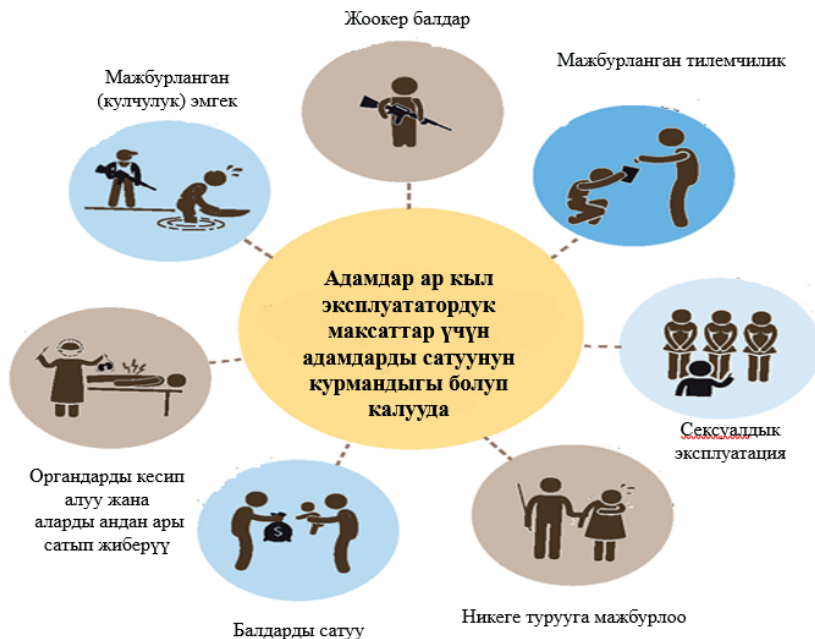 Жоокер балдар
Мажбурланган
(кулчулук) эмгек
Мажбурланган тилемчилик
Адамдар ар кыл
эксплуататордук
максаттар үчүн
адамдарды сатуунун
курмандыгы болуп
калууда
Сексуалдык
эксплуатация
Органдарды кесип
алуу жана
аларды андан ары
сатып жиберүү
Балдарды сатуу
Никеге турууга мажбурлоо